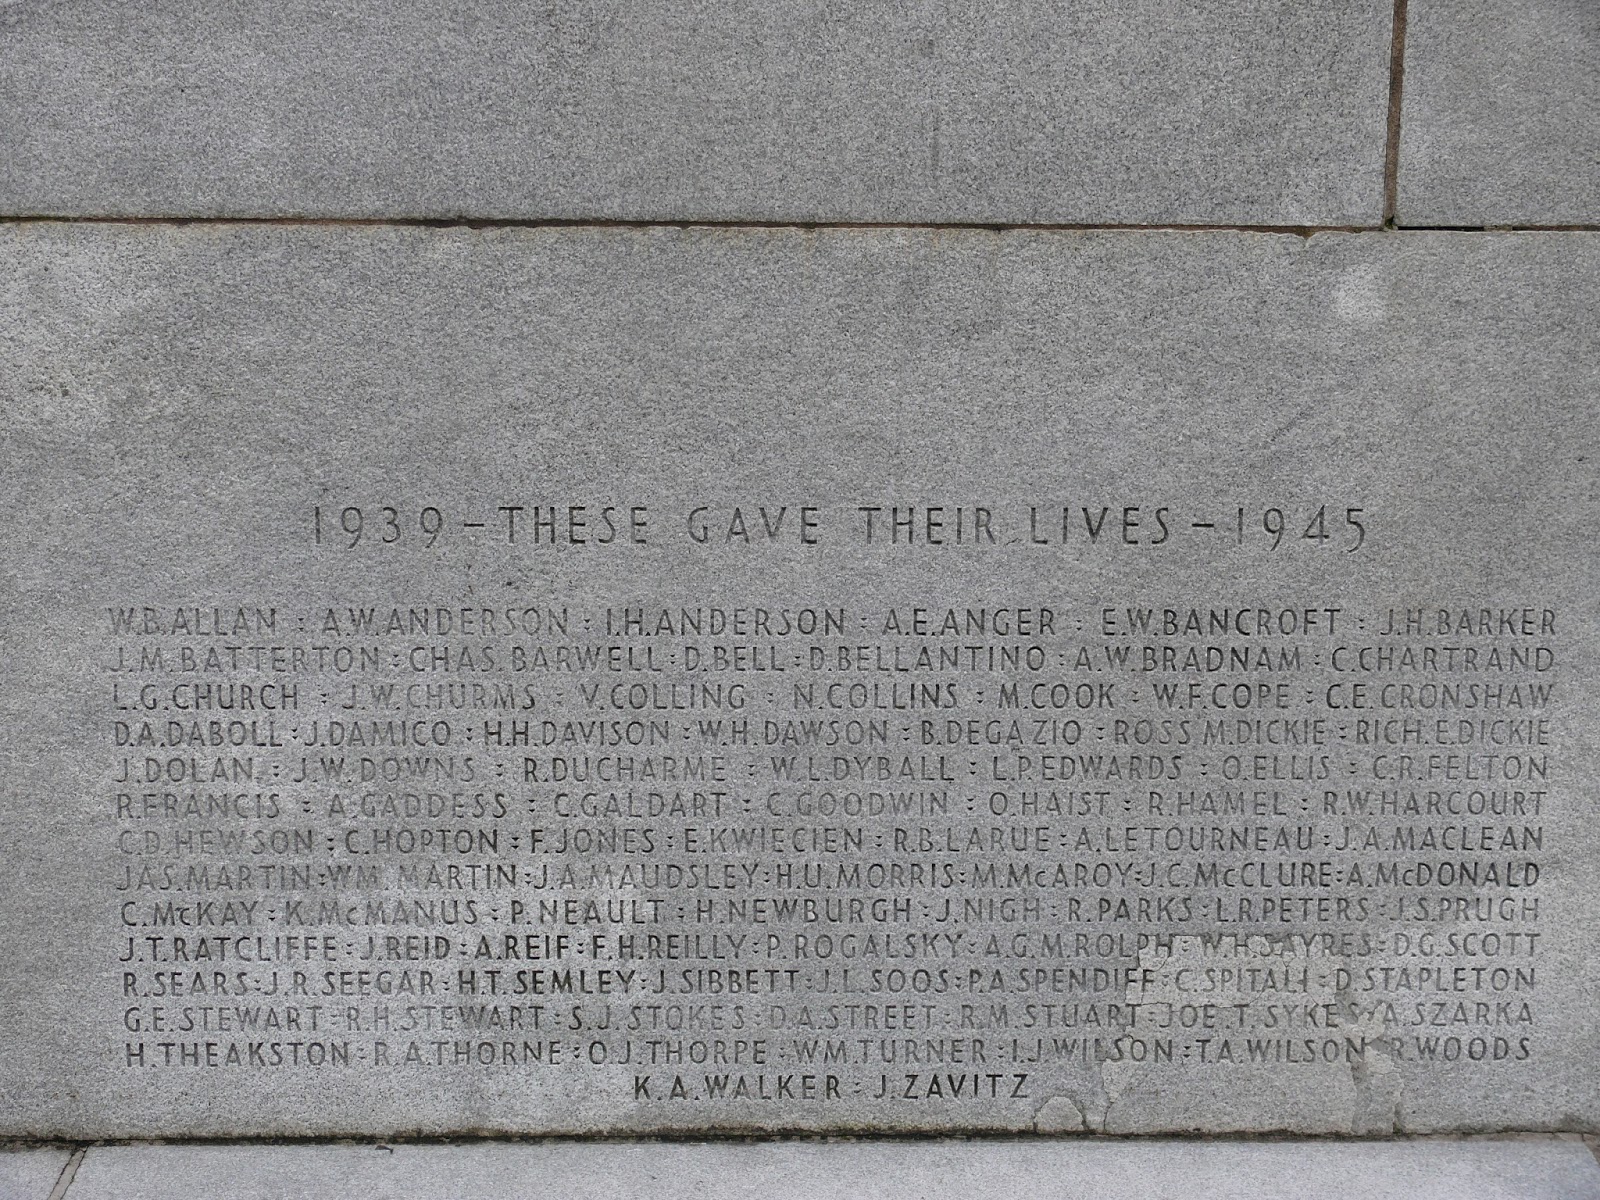 1939 – THESE GAVE THEIR LIVES – 1945
W.B.ALLAN : A.W.ANDERSON : I.H.ANDERSON : A.E.ANGER : E.W.BANCROFT : J.H.BARKER
J.M.BATTERTON : CHAS.BARWELL : D.BELL : D.BELLANTINO : A.W.BRADNAM : C.CHARTRAND
L.G.CHURCH : J.W.CHURMS : V.COLLING : N.COLLINS : M.COOK : W.F.COPE : C.E.CRONSHAW
D.A.DABOLL : J.DAMICO : H.H.DAVISON : W.H.DAWSON : B.DEGAZIO : ROSS M.DICKIE : RICH.E.DICKIE
J.DOLAN : J.W.DOWNS : R.DUCHARME : W.L.DYBALL : L.P.EDWARDS : O.ELLIS : C.R.FELTON
R.FRANCIS : A.GADDESS : C.GALDART : C.GOODWIN : O.HAIST : R.HAMEL : R.W.HARCOURT
C.D.HEWSON : C.HOPTON : F.JONES : E.KWIECIEN : R.B.LARUE : A.LETOURNEAU : J.A.MACLEAN
JAS.MARTIN : WM.MARTIN : J.A.MAUDSLEY : H.U.MORRIS : M.McAROY : J.C.McCLURE : A.McDONALD
C.McKAY : K.McMANUS : P.NEAULT : H.NEWBURGH : J.NIGH : R.PARKS : L.R.PETERS : J.S.PRUGH
J.T.RATCLIFFE : J.REID : A.REIF : F.H.REILLY : P.ROGALSKY : A.G.M.ROLPH : W.H.SAYRES : D.G.SCOTT
R.SEARS : J.R.SEEGAR : H.T.SEMLEY : J.SIBBETT : J.L.SOOS : P.A.SPENDIFF : C.SPITALI : D.STAPLETON
G.E.STEWART : R.H.STEWART : S.J.STOKES : D.A.STREET : R.M.STUART : JOE.T.SYKES : A.SZARKA
H.THEAKSTON : R.A.THORNE : O.J.THORPE : WM.TURNER : I.J.WILSON : T.A.WILSON R.WOODS
K.A.WALKER : J.ZAVITZ